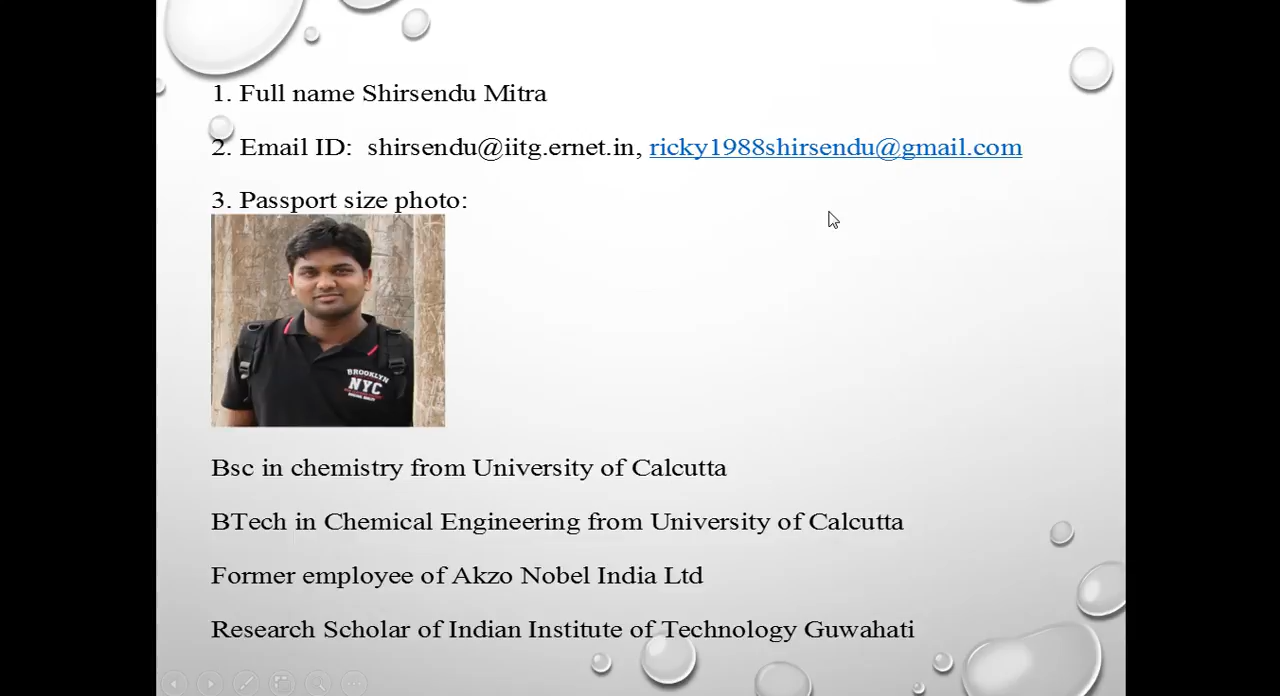 1. Full name Shirsendu Mitra
2. Email ID: shirsendu@iitg.ernet.in, ricky1988shirsendu@gmail.com
3. Passport size photo:
BROOKLYN
NYC
Bsc in chemistry from University of Calcutta
BTech in Chemical Engineering from University of Calcutta
Former employee of Akzo Nobel India Ltd
Research Scholar of Indian Institute of Technology Guwahati